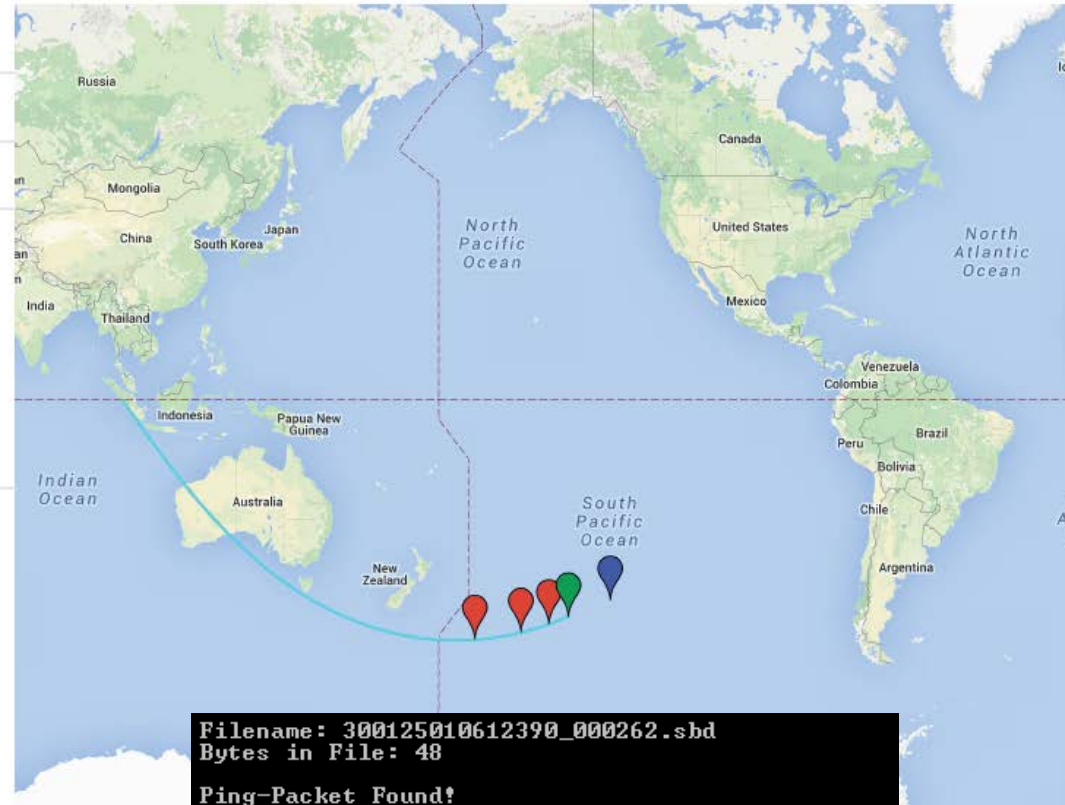 Russia
Canada
Mongolia
North
Pacific
Ocean
United States
North
Atlantic
Ocean
China
South Korea
Japan
India
Thailand
Mexico
Venezuela
Colombia
Indonesia
Papua New
Guinea
Peru
Brazil
Bolivia
Indian
Ocean
Australia
South
Pacific
Ocean
Chile
New
Zealand
Argentina
Filename: 300125010612390_000262.sbd
Bytes in File: 48
Ping-Packet Found!